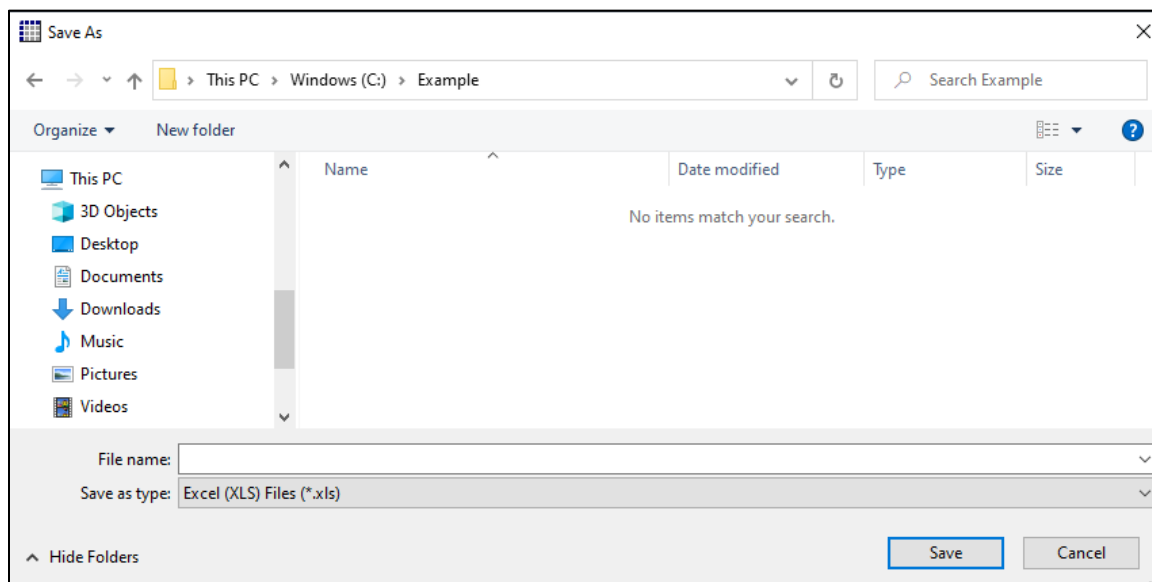 Save As
This PC > Windows (C:) > Example
Search Example
Organize
New folder
?
Name
Date modified
Type
Size
No items match your search.
This PC
3D Objects
Desktop
Documents
Downloads
Music
Pictures
Videos
File name:
Save as type: Excel (XLS) Files (*.xls)
Hide Folders
Save
Cancel